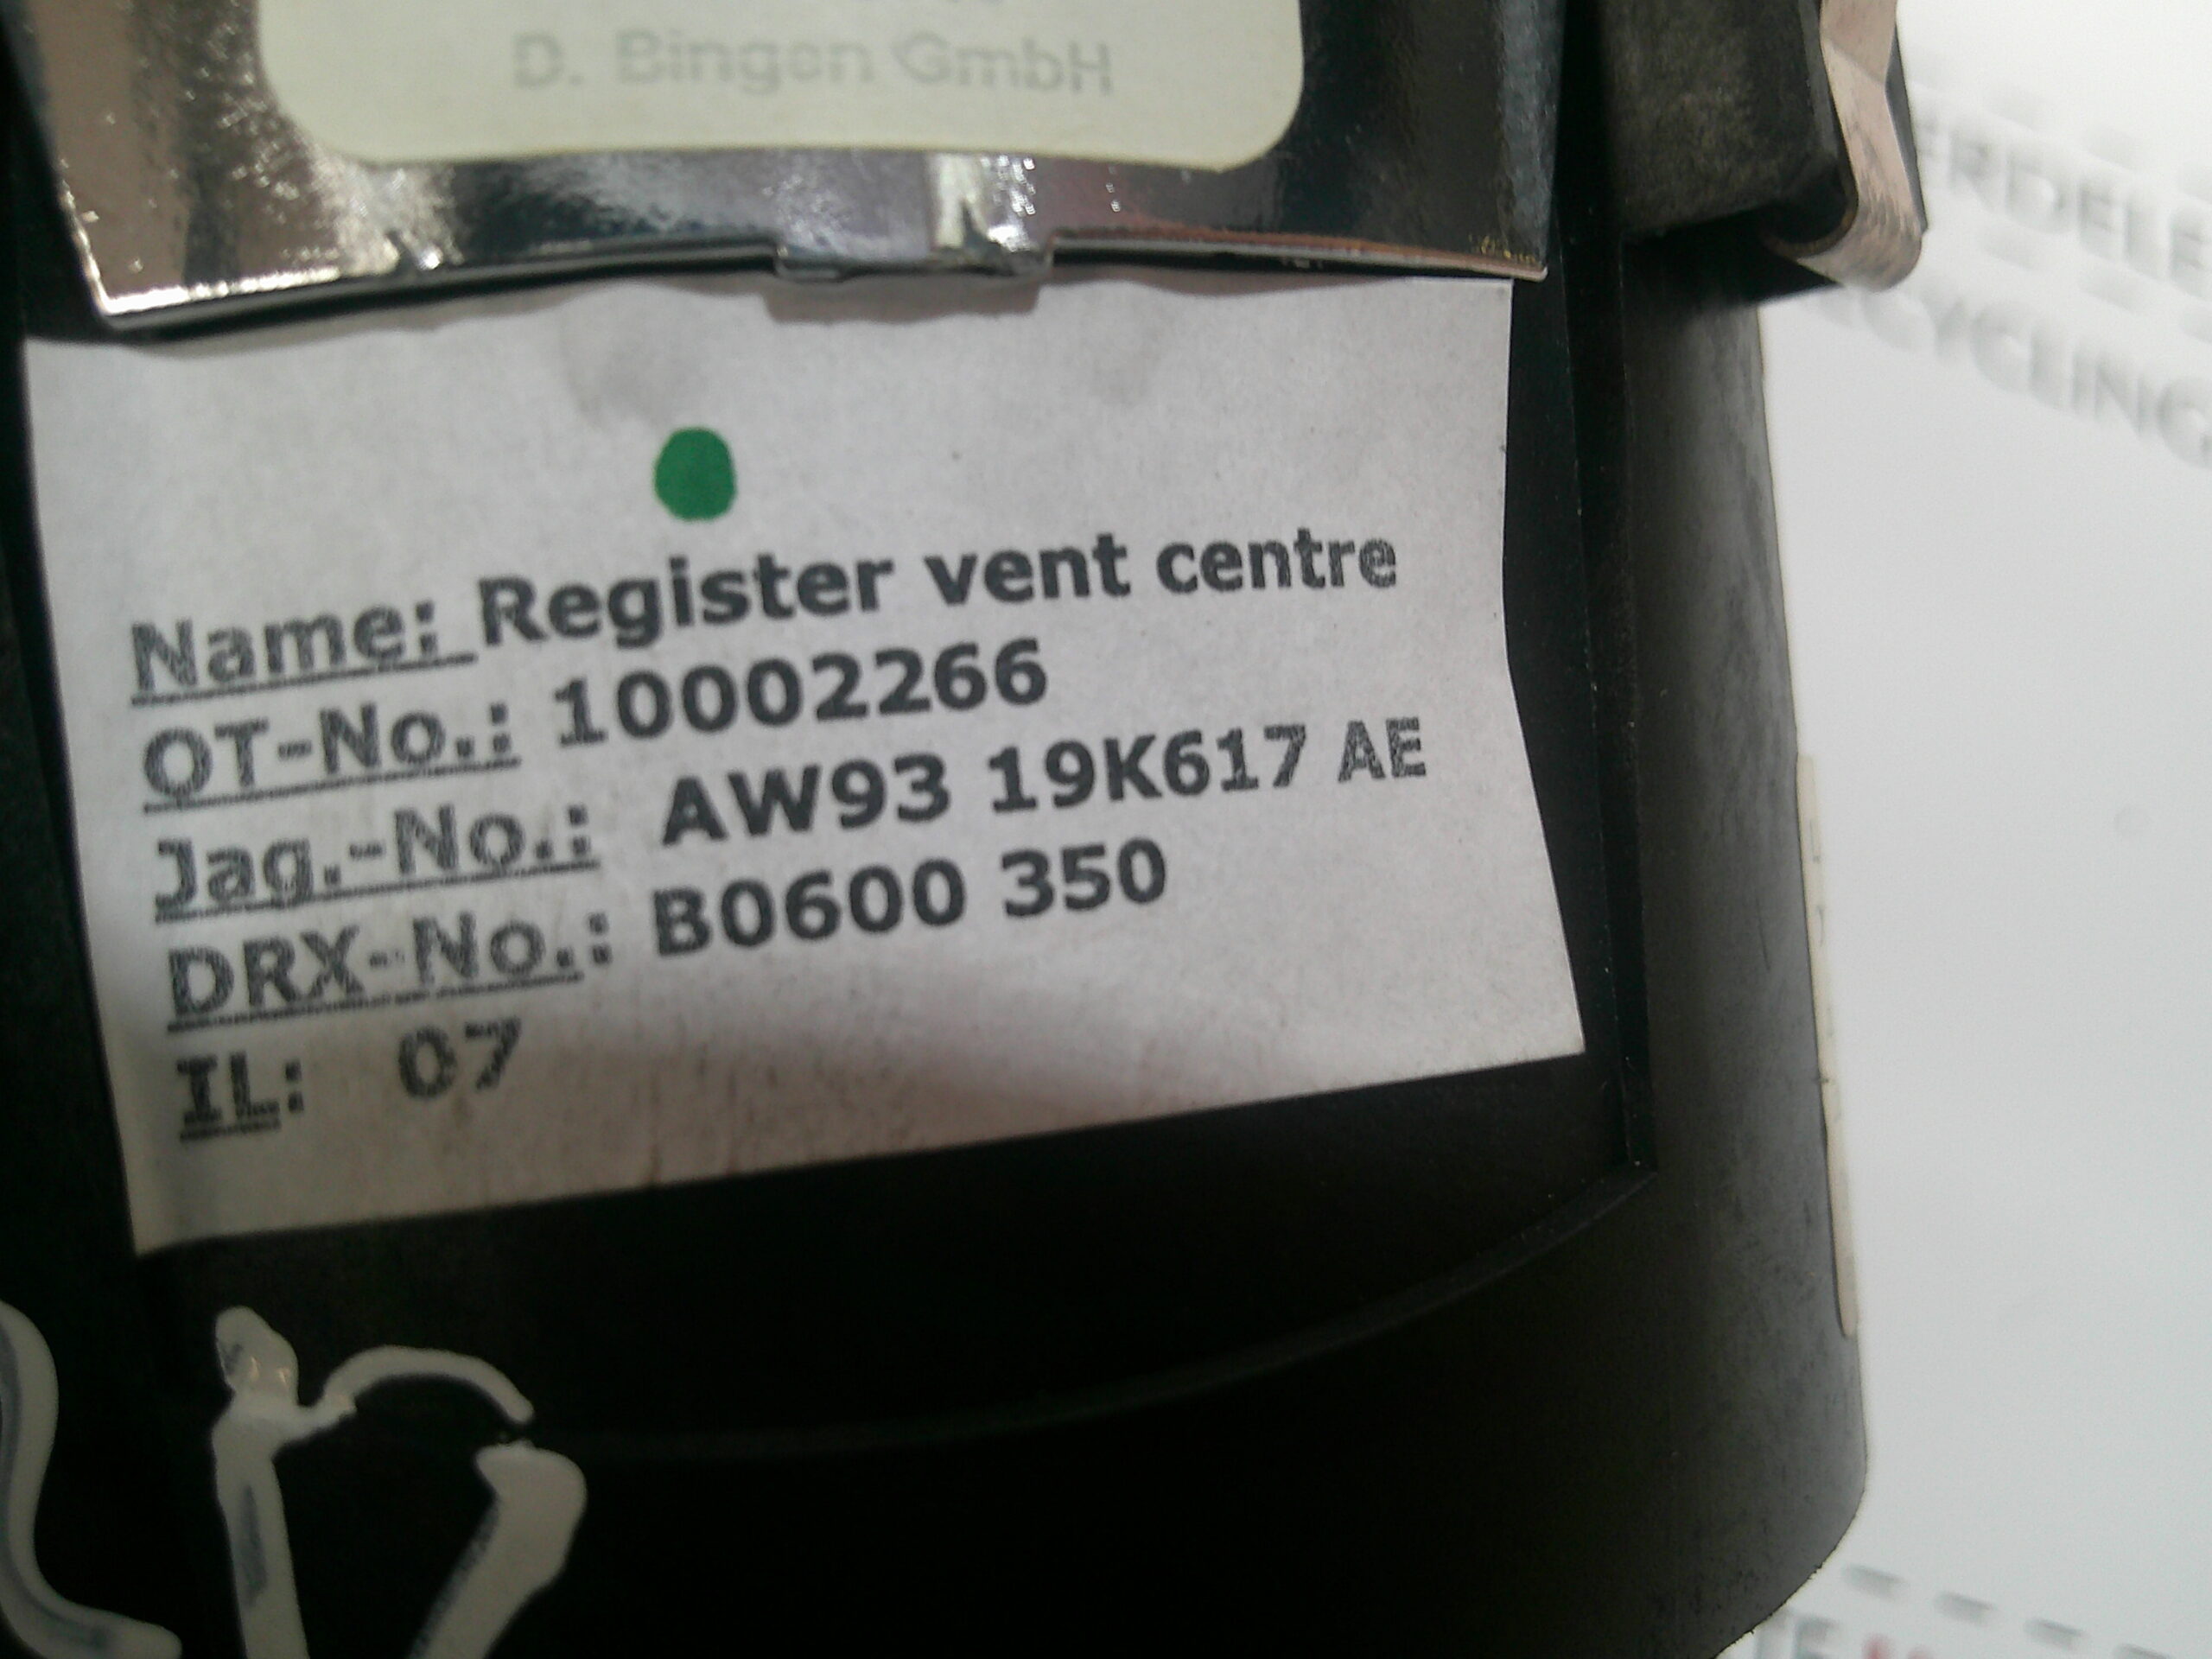 D. Bingen GmbH
Name: Register vent centre
OT-No.: 10002266
Jag.-No.: AW93 19K617 AE
DRX-No.: B0600 350
IL: 07